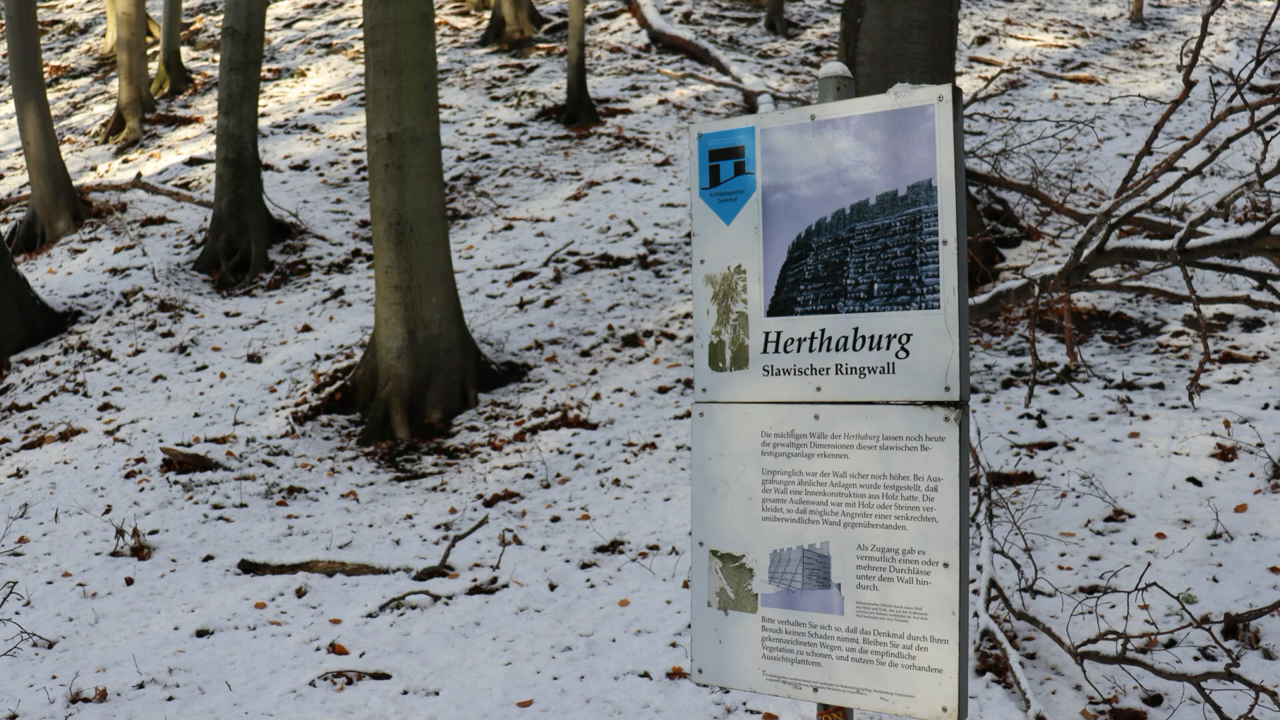 Archäologisches
Denkmal
Herthaburg
Slawischer Ringwall
Die mächtigen Wälle der Herthaburg lassen noch heute
die gewaltigen Dimensionen dieser slawischen Be-
festigungsanlage erkennen.
Ursprünglich war der Wall sicher noch höher. Bei Aus-
grabungen ähnlicher Anlagen wurde festgestellt, daß
der Wall eine Innenkonstruktion aus Holz hatte. Die
gesamte Außenwand war mit Holz oder Steinen ver-
kleidet, so daß mögliche Angreifer einer senkrechten,
unüberwindlichen Wand gegenüberstanden.
Als Zugang gab es
vermutlich einen oder
mehrere Durchlässe
unter dem Wall hin-
durch.
Bitte verhalten Sie sich so, daß das Denkmal durch Ihren
Besuch keinen Schaden nimmt. Bleiben Sie auf den
gekennzeichneten Wegen, um die empfindliche
Vegetation zu schonen, und nutzen Sie die vorhandene
Aussichtsplattform.